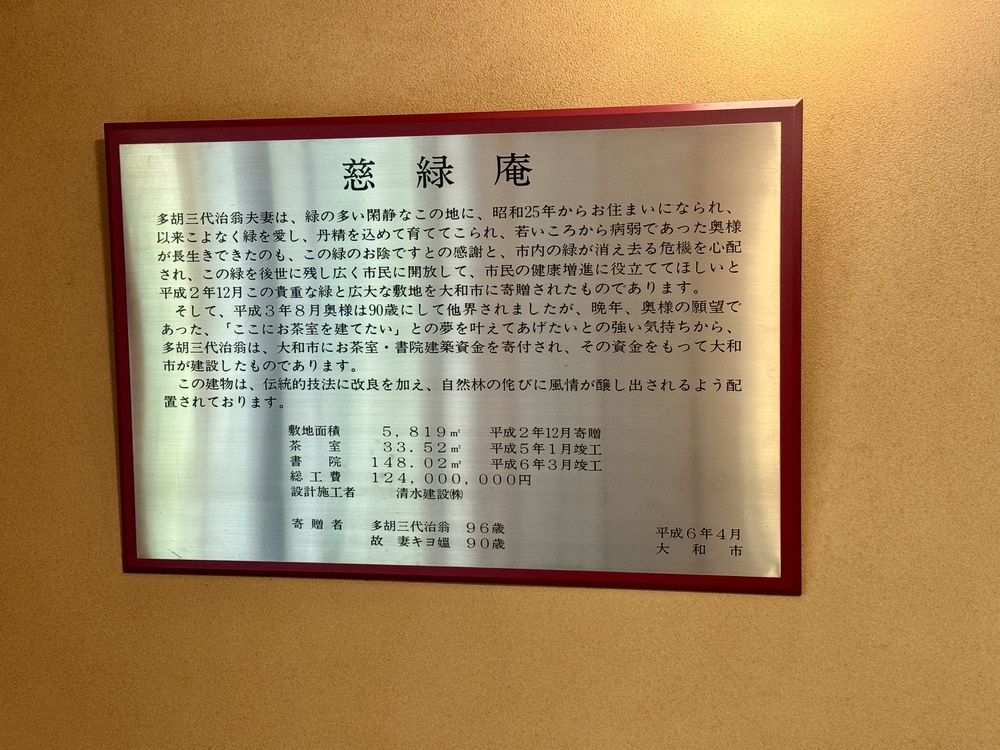 慈緑庵
多胡三代治翁夫妻は、緑の多い閑静なこの地に、昭和25年からお住まいになられ、
以来こよなく緑を愛し、丹精を込めて育ててこられ、若いころから病弱であった奥様
が長生きできたのも、この緑のお陰ですとの感謝と、市内の緑が消え去る危機を心配
され、この緑を後世に残し広く市民に開放して、市民の健康増進に役立ててほしいと
平成2年12月この貴重な緑と広大な敷地を大和市に寄贈されたものであります。
そして、平成3年8月奥様は90歳にして他界されましたが、晩年、奥様の願望で
あった、「ここにお茶室を建てたい」との夢を叶えてあげたいとの強い気持ちから、
多胡三代治翁は、大和市にお茶室・書院建築資金を寄付され、その資金をもって大和
市が建設したものであります。
この建物は、伝統的技法に改良を加え、自然林の侘びに風情が醸し出されるよう配
置されております。
敷地面積 5,819㎡ 平成2年12月寄贈
茶室 33.52㎡ 平成5年1月竣工
書院 148.02㎡ 平成6年3月竣工
総工費 124,000,000円
設計施工者 清水建設㈱
寄贈者 多胡三代治翁 96歳
故 妻キヨ媼 90歳
平成6年4月
大和市